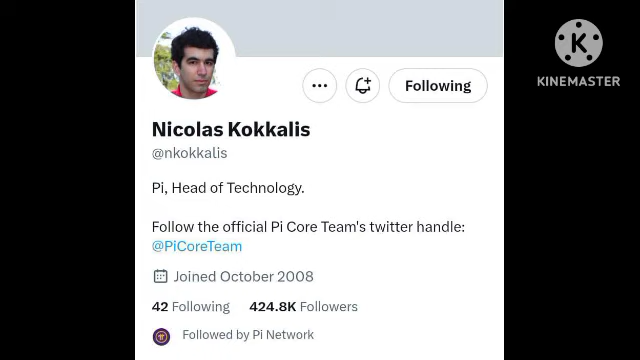 K
KINEMASTER
Following
Nicolas Kokkalis
@nkokkalis
Pi, Head of Technology.
Follow the official Pi Core Team's twitter handle:
@PiCoreTeam
Joined October 2008
42 Following 424.8K Followers
Followed by Pi Network